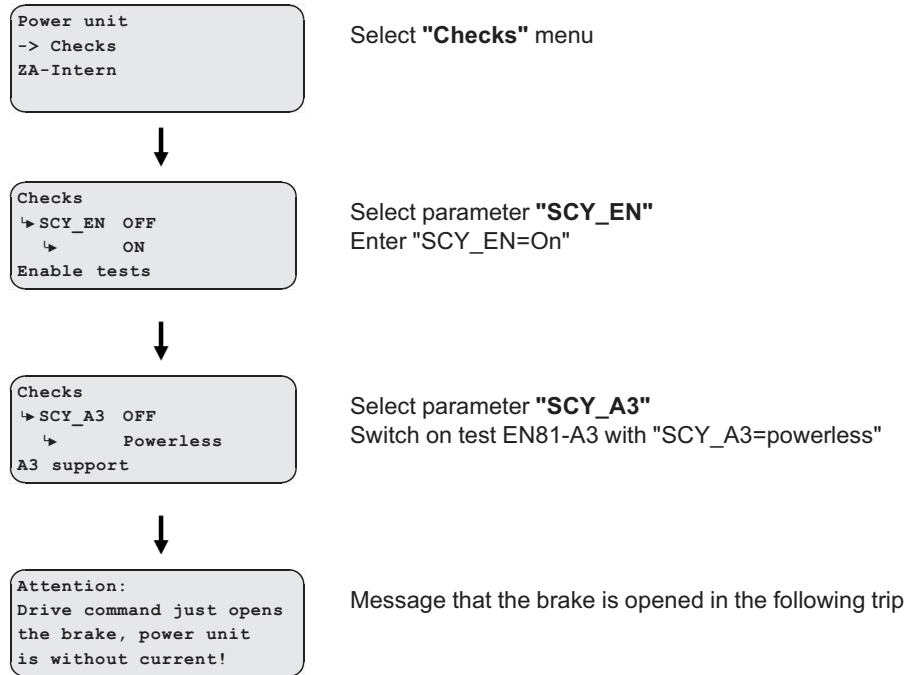 Power unit
-> Checks
ZA-Intern
Select "Checks" menu
Checks
↳ SCY_EN OFF
↳ ON
Enable tests
Select parameter "SCY_EN"
Enter "SCY_EN=On"
Checks
↳ SCY_A3 OFF
↳ Powerless
A3 support
Select parameter "SCY_A3"
Switch on test EN81-A3 with "SCY_A3=powerless"
Attention:
Drive command just opens
the brake, power unit
is without current!
Message that the brake is opened in the following trip